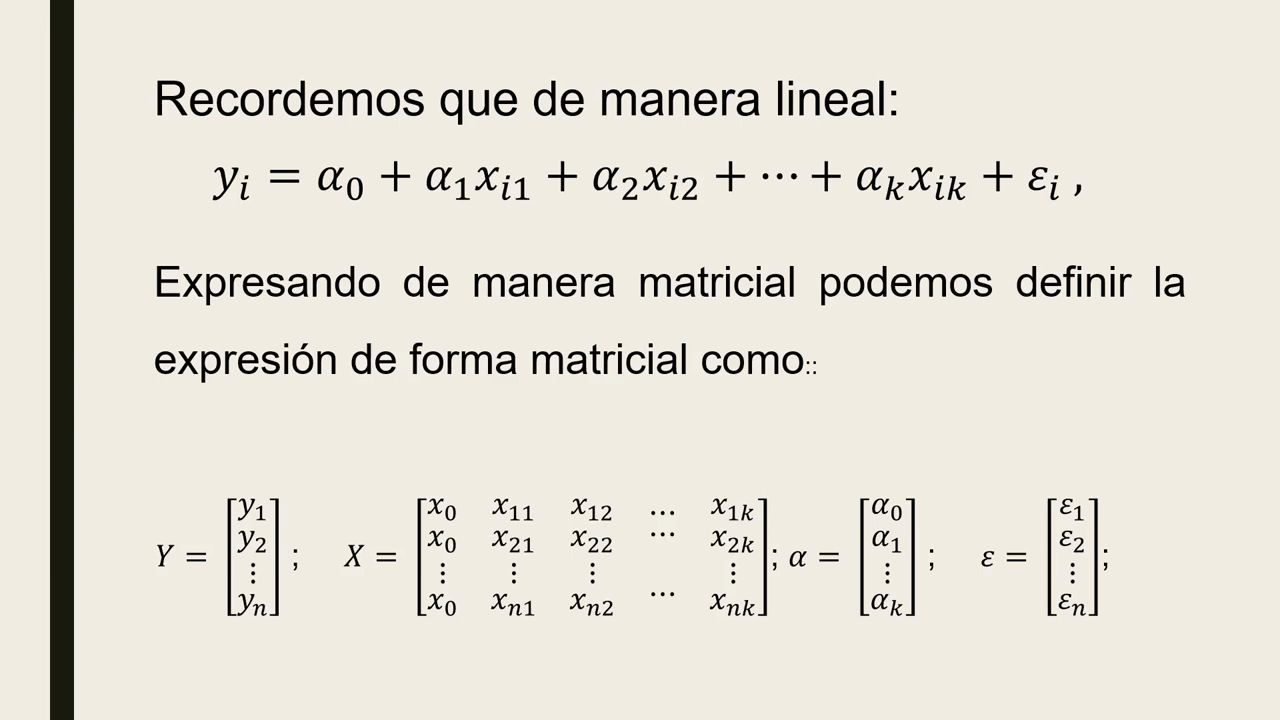 Recordemos que de manera lineal:
yᵢ = α₀ + α₁xᵢ₁ + α₂xᵢ₂ + ⋯ + αₖxᵢₖ + εᵢ ,
Expresando de manera matricial podemos definir la
expresión de forma matricial como::
Y = [y₁ y₂ ⋮ yₙ] ; X = [x₀ x₁₁ x₁₂ … x₁ₖ x₀ x₂₁ x₂₂ ⋯ x₂ₖ ⋮ ⋮ ⋮ ⋮ x₀ xₙ₁ xₙ₂ ⋯ xₙₖ] ; α = [α₀ α₁ ⋮ αₖ] ; ε = [ε₁ ε₂ ⋮ εₙ] ;